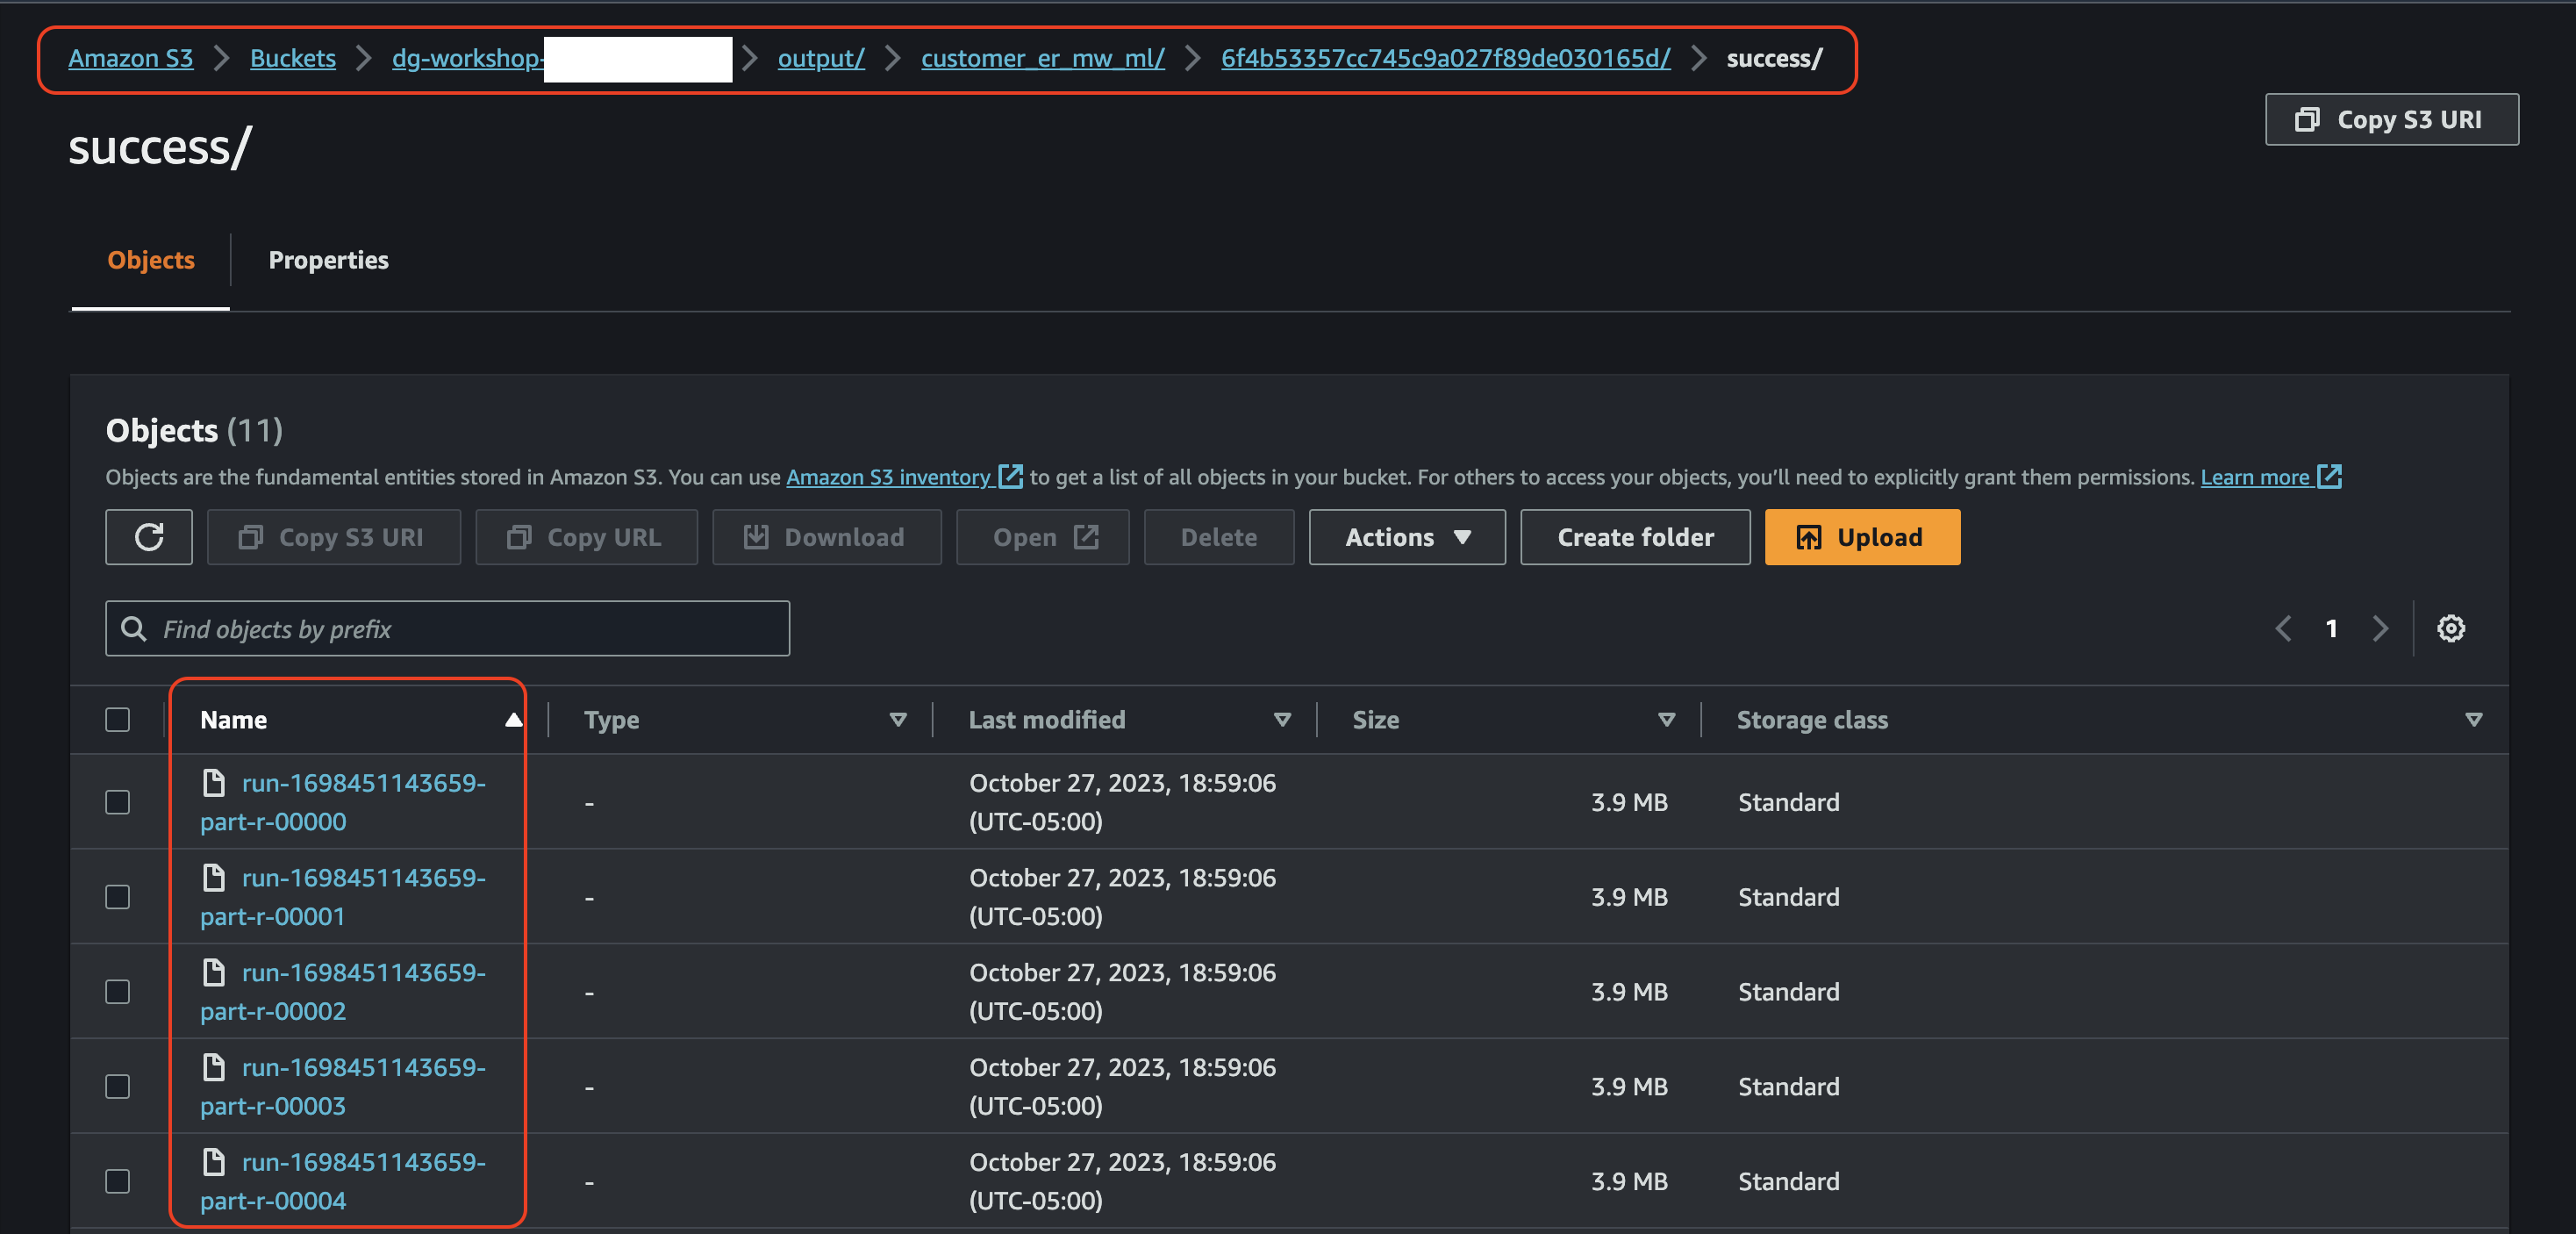 Amazon S3 > Buckets > dg-workshop- > output/ > customer_er_mw_ml/ > 6f4b53357cc745c9a027f89de030165d/ > success/
success/
Copy S3 URI
Objects Properties
Objects (11)
Objects are the fundamental entities stored in Amazon S3. You can use Amazon S3 inventory to get a list of all objects in your bucket. For others to access your objects, you’ll need to explicitly grant them permissions. Learn more
Copy S3 URI Copy URL Download Open Delete Actions Create folder Upload
Find objects by prefix
1
Name Type Last modified Size Storage class
run-1698451143659-
part-r-00000
-
October 27, 2023, 18:59:06
(UTC-05:00)
3.9 MB
Standard
run-1698451143659-
part-r-00001
-
October 27, 2023, 18:59:06
(UTC-05:00)
3.9 MB
Standard
run-1698451143659-
part-r-00002
-
October 27, 2023, 18:59:06
(UTC-05:00)
3.9 MB
Standard
run-1698451143659-
part-r-00003
-
October 27, 2023, 18:59:06
(UTC-05:00)
3.9 MB
Standard
run-1698451143659-
part-r-00004
-
October 27, 2023, 18:59:06
(UTC-05:00)
3.9 MB
Standard